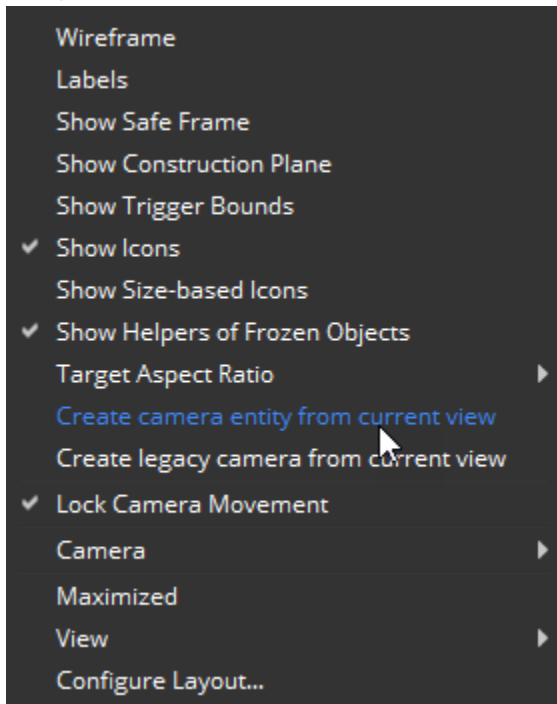 Wireframe
Labels
Show Safe Frame
Show Construction Plane
Show Trigger Bounds
Show Icons
Show Size-based Icons
Show Helpers of Frozen Objects
Target Aspect Ratio
Create camera entity from current view
Create legacy camera from current view
Lock Camera Movement
Camera
Maximized
View
Configure Layout...